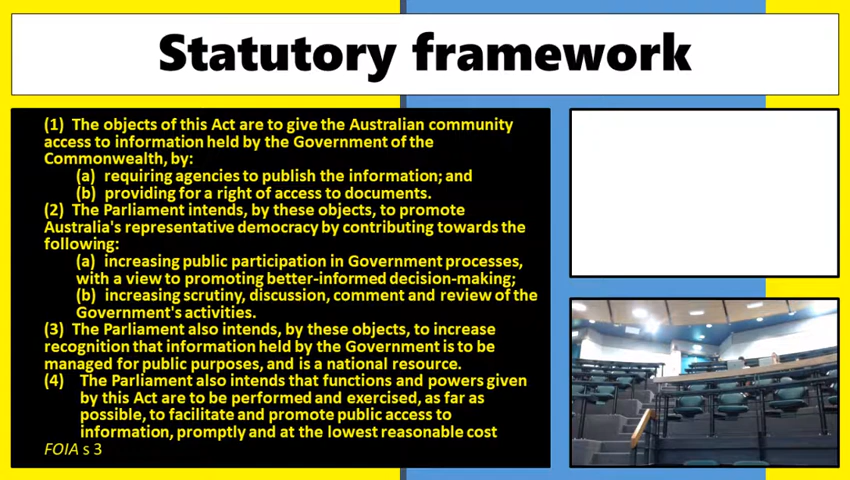 Statutory framework
(1) The objects of this Act are to give the Australian community
access to information held by the Government of the
Commonwealth, by:
(a) requiring agencies to publish the information; and
(b) providing for a right of access to documents.
(2) The Parliament intends, by these objects, to promote
Australia's representative democracy by contributing towards the
following:
(a) increasing public participation in Government processes,
with a view to promoting better-informed decision-making;
(b) increasing scrutiny, discussion, comment and review of the
Government's activities.
(3) The Parliament also intends, by these objects, to increase
recognition that information held by the Government is to be
managed for public purposes, and is a national resource.
(4) The Parliament also intends that functions and powers given
by this Act are to be performed and exercised, as far as
possible, to facilitate and promote public access to
information, promptly and at the lowest reasonable cost
FOIA s 3